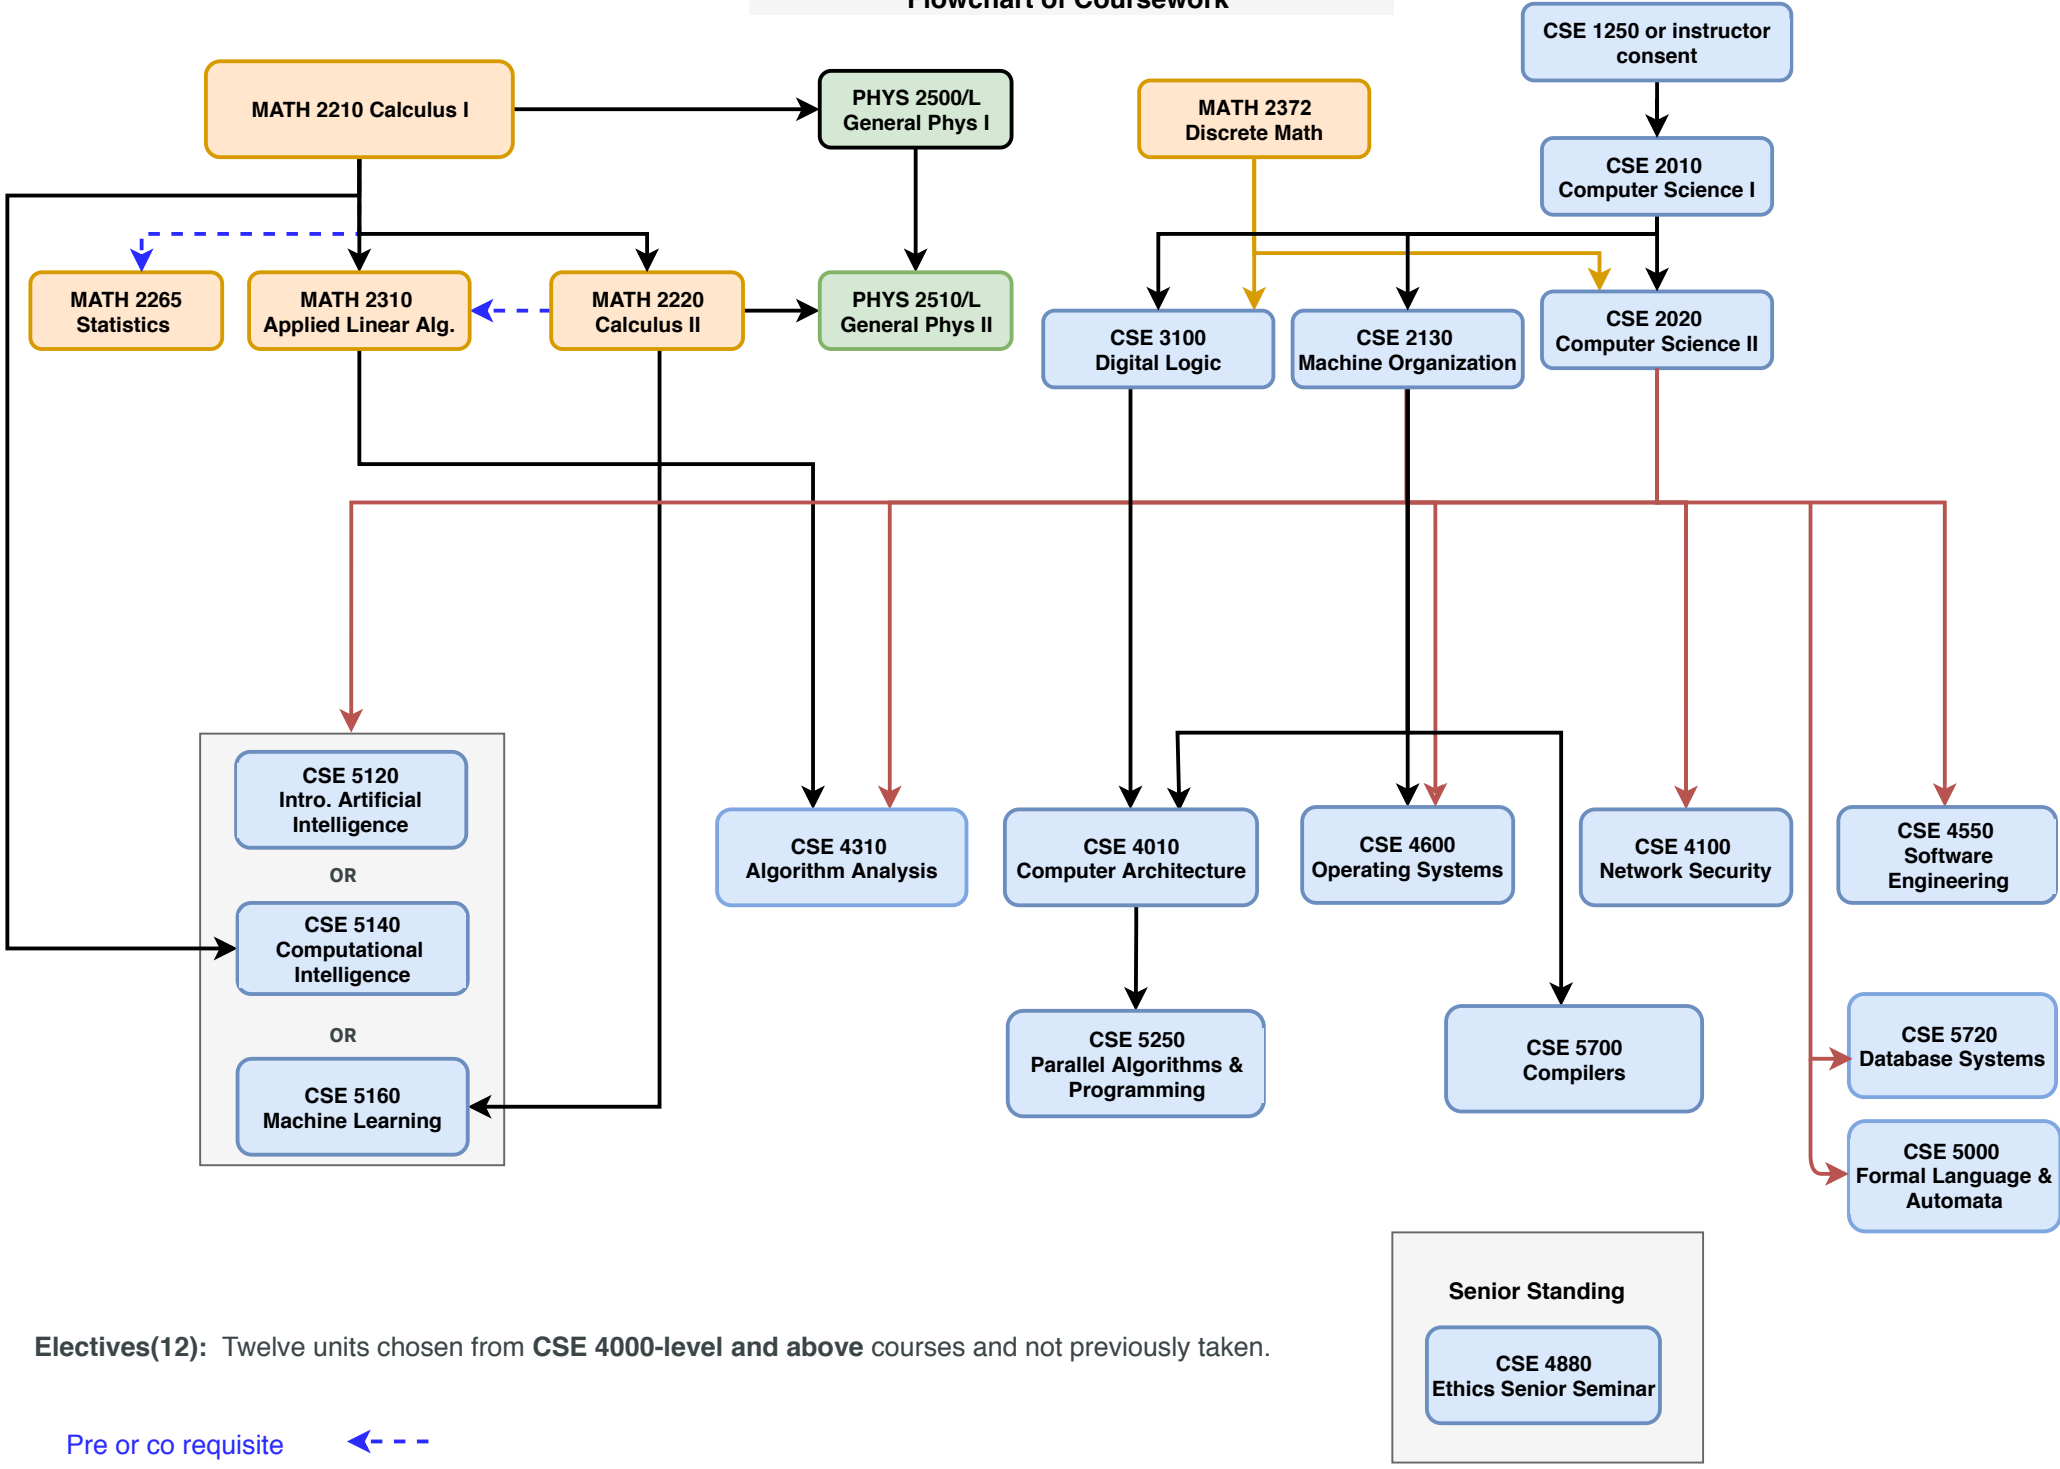 Flowchart of Coursework
CSE 1250 or instructor
consent
MATH 2210 Calculus I
PHYS 2500/L
General Phys I
MATH 2372
Discrete Math
CSE 2010
Computer Science I
MATH 2265
Statistics
MATH 2310
Applied Linear Alg.
MATH 2220
Calculus II
PHYS 2510/L
General Phys II
CSE 3100
Digital Logic
CSE 2130
Machine Organization
CSE 2020
Computer Science II
CSE 5120
Intro. Artificial
Intelligence
OR
CSE 5140
Computational
Intelligence
OR
CSE 5160
Machine Learning
CSE 4310
Algorithm Analysis
CSE 4010
Computer Architecture
CSE 4600
Operating Systems
CSE 4100
Network Security
CSE 4550
Software
Engineering
CSE 5250
Parallel Algorithms &
Programming
CSE 5700
Compilers
CSE 5720
Database Systems
CSE 5000
Formal Language &
Automata
Senior Standing
CSE 4880
Ethics Senior Seminar
Electives(12): Twelve units chosen from CSE 4000-level and above courses and not previously taken.
Pre or co requisite